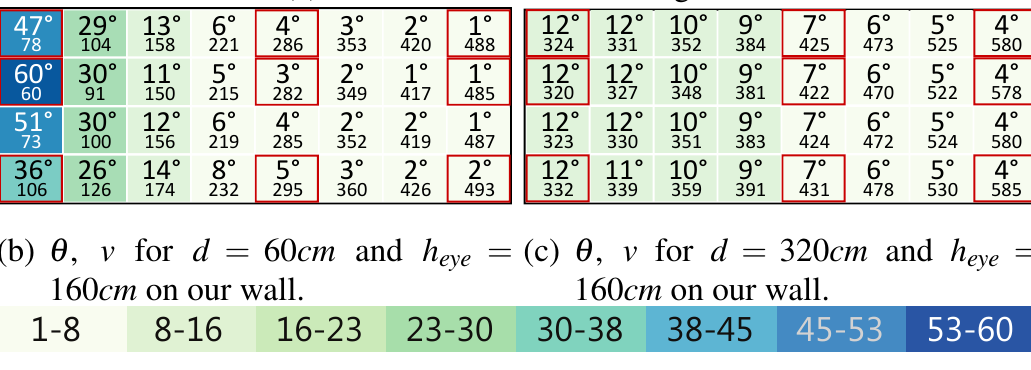 47° 29° 13° 6° 4° 3° 2° 1°
78 104 158 221 286 353 420 488
60° 30° 11° 5° 3° 2° 1° 1°
60 91 150 215 282 349 417 485
51° 30° 12° 6° 4° 2° 2° 1°
73 100 156 219 285 352 419 487
36° 26° 14° 8° 5° 3° 2° 2°
106 126 174 232 295 360 426 493
12° 12° 10° 9° 7° 6° 5° 4°
324 331 352 384 425 473 525 580
12° 12° 10° 9° 7° 6° 5° 4°
320 327 348 381 422 470 522 578
12° 12° 10° 9° 7° 6° 5° 4°
323 330 351 383 424 472 524 580
12° 11° 10° 9° 7° 6° 5° 4°
332 339 359 391 431 478 530 585
(b) θ, v for d = 60cm and h_eye =
160cm on our wall.
(c) θ, v for d = 320cm and h_eye =
160cm on our wall.
1-8 8-16 16-23 23-30 30-38 38-45 45-53 53-60